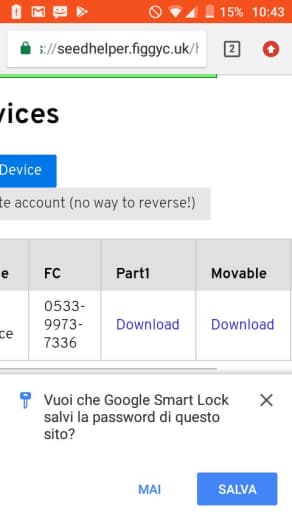 15% 10:43
s://seedhelper.figgyc.uk/h
2
vices
Device
te account (no way to reverse!)
e FC Part1 Movable
0533-
9973-
7336
ce
Download Download
Vuoi che Google Smart Lock
salvi la password di questo
sito?
MAI SALVA